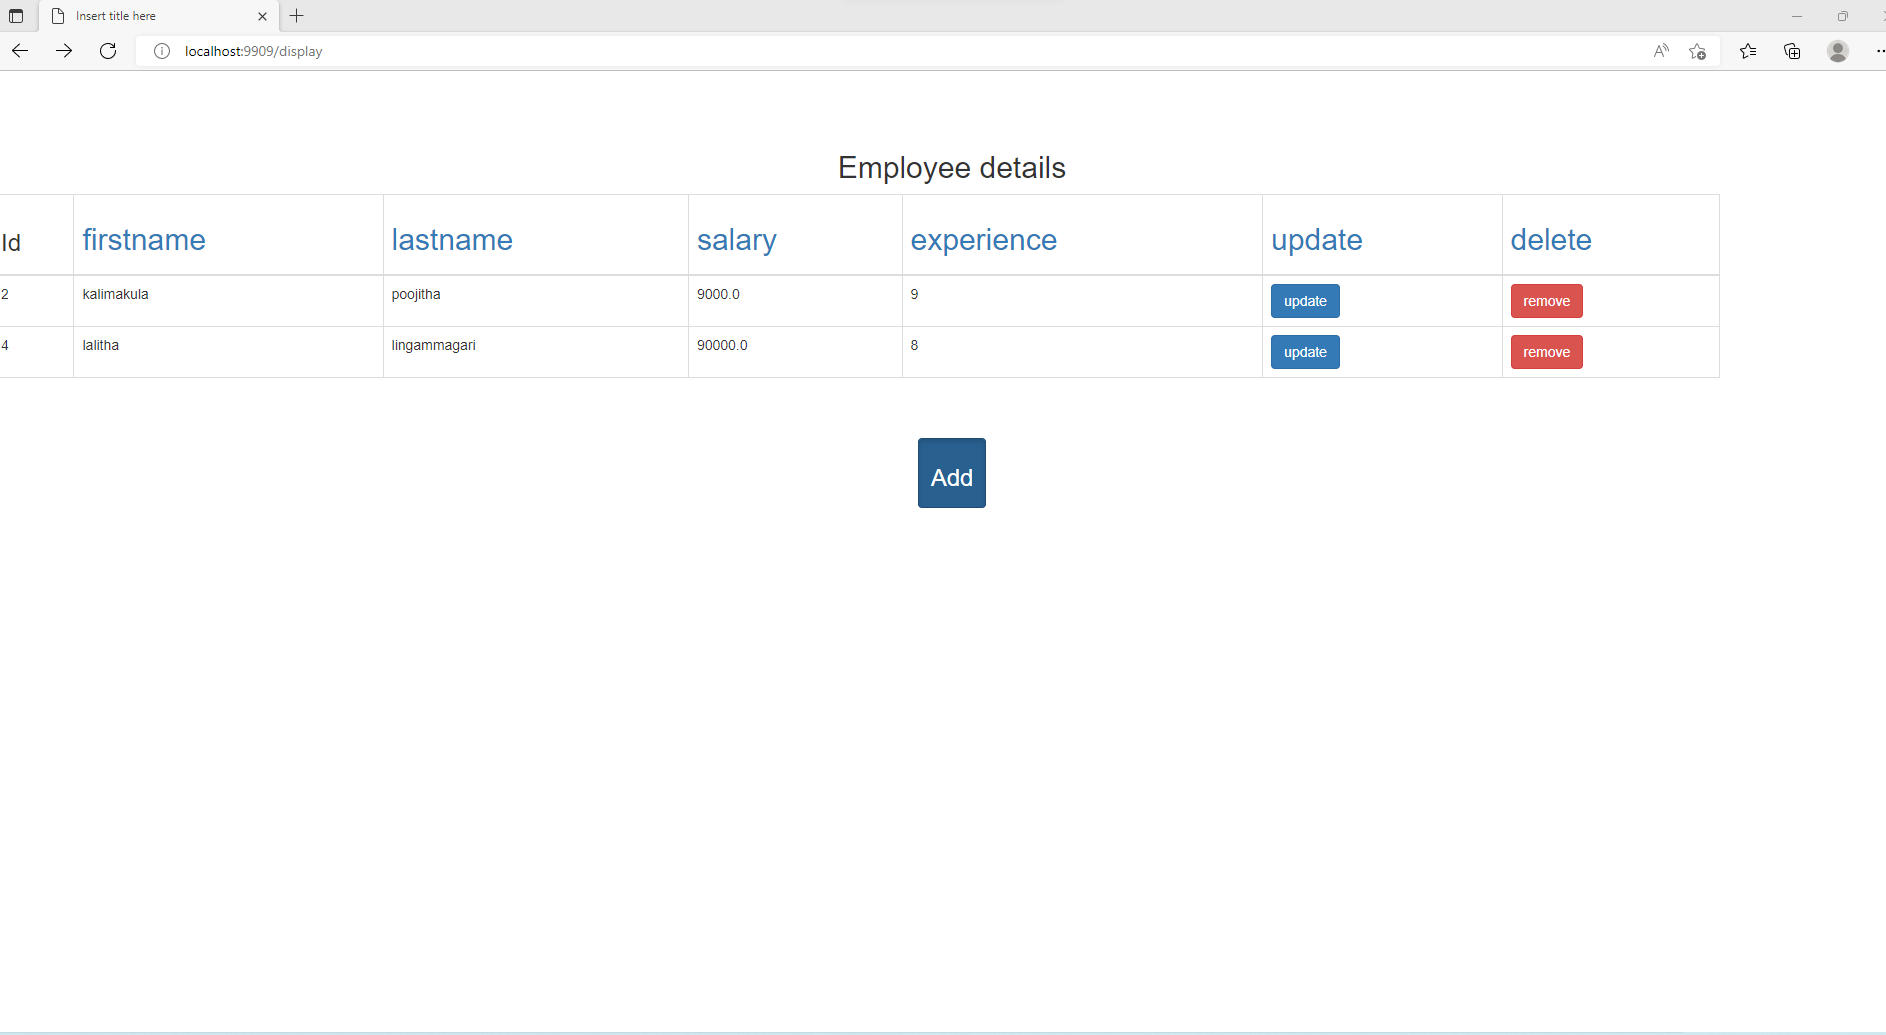 Insert title here
localhost:9909/display
Employee details
Id firstname lastname salary experience update delete
2 kalimakula poojitha 9000.0 9 update remove
4 lalitha lingammagari 90000.0 8 update remove
Add